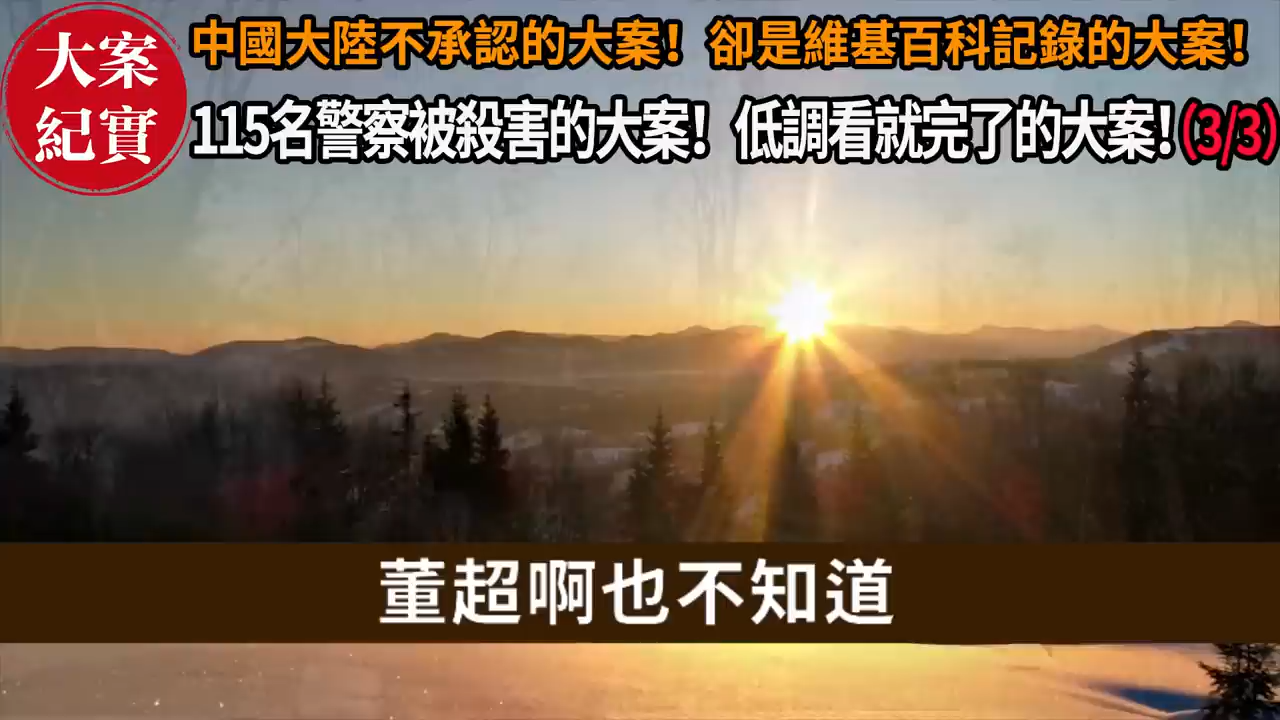 大案
紀實
中國大陸不承認的大案！卻是維基百科記錄的大案！
115名警察被殺害的大案！低調看就完了的大案！(3/3)
董超啊也不知道